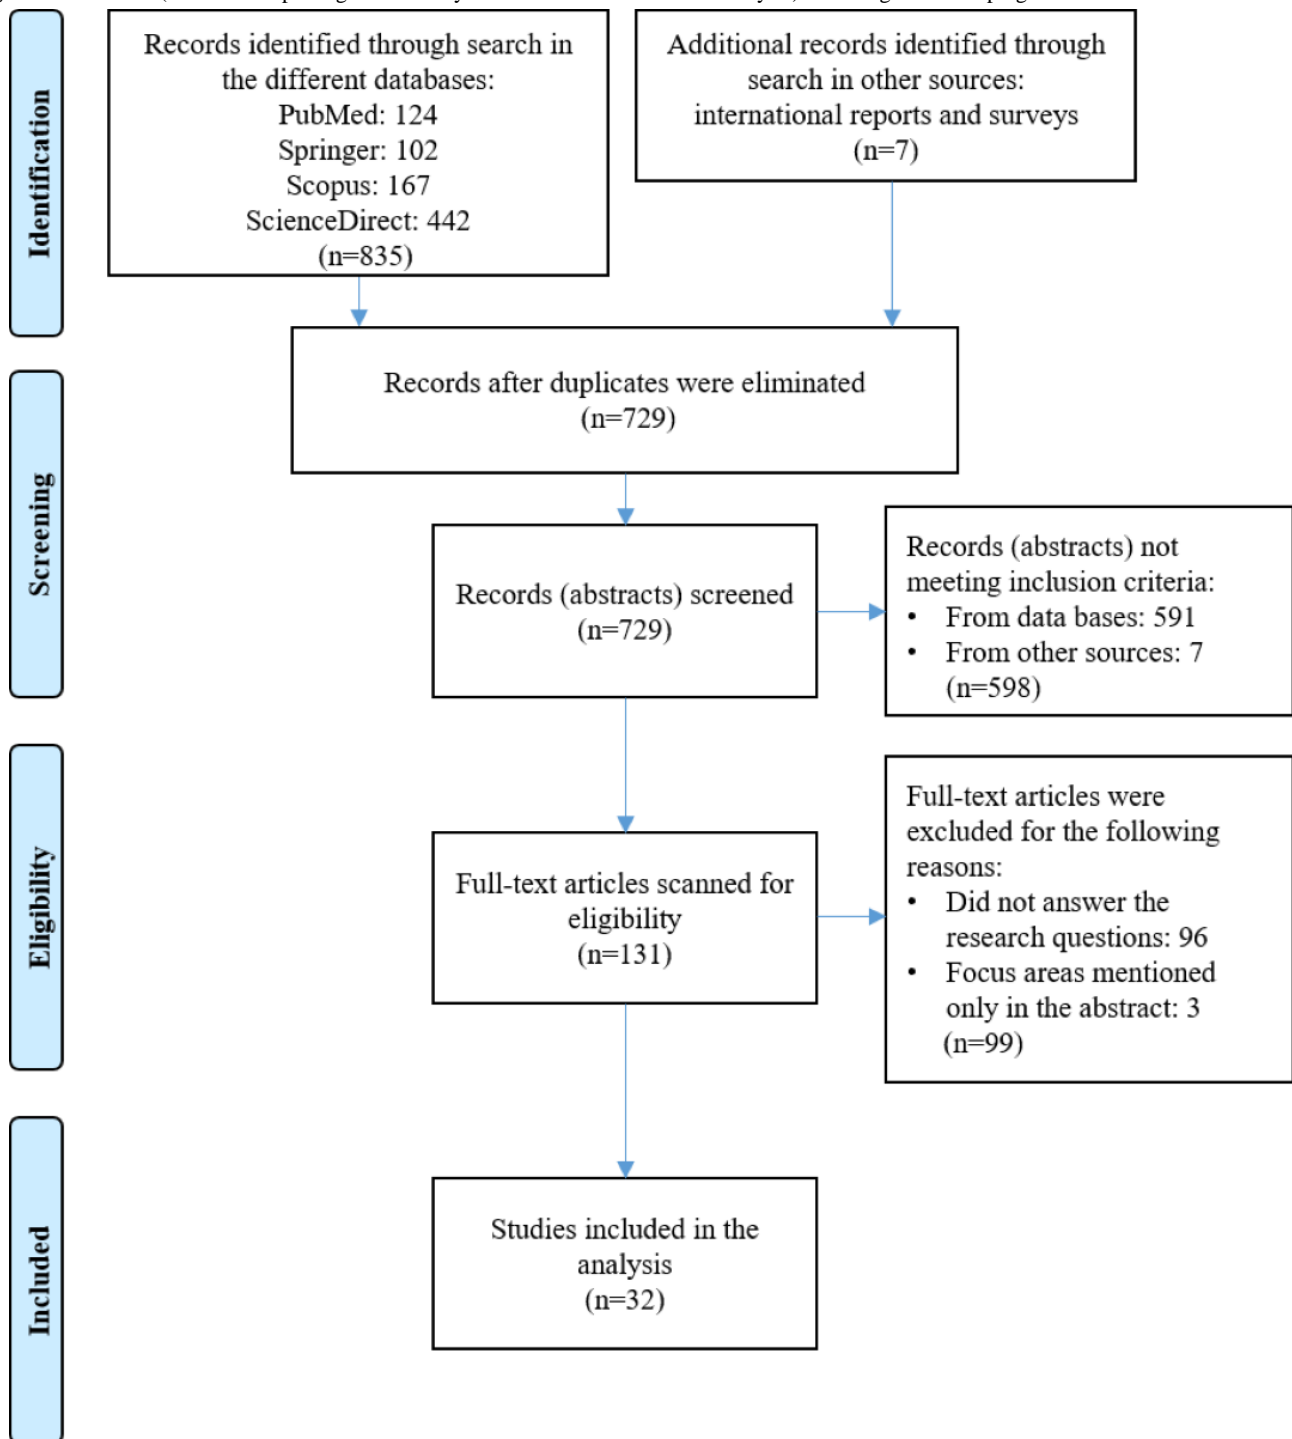 Identification
Records identified through search in
the different databases:
PubMed: 124
Springer: 102
Scopus: 167
ScienceDirect: 442
(n=835)
Additional records identified through
search in other sources:
international reports and surveys
(n=7)
Records after duplicates were eliminated
(n=729)
Screening
Records (abstracts) screened
(n=729)
Records (abstracts) not
meeting inclusion criteria:
• From data bases: 591
• From other sources: 7
(n=598)
Eligibility
Full-text articles scanned for
eligibility
(n=131)
Full-text articles were
excluded for the following
reasons:
• Did not answer the
research questions: 96
• Focus areas mentioned
only in the abstract: 3
(n=99)
Included
Studies included in the
analysis
(n=32)